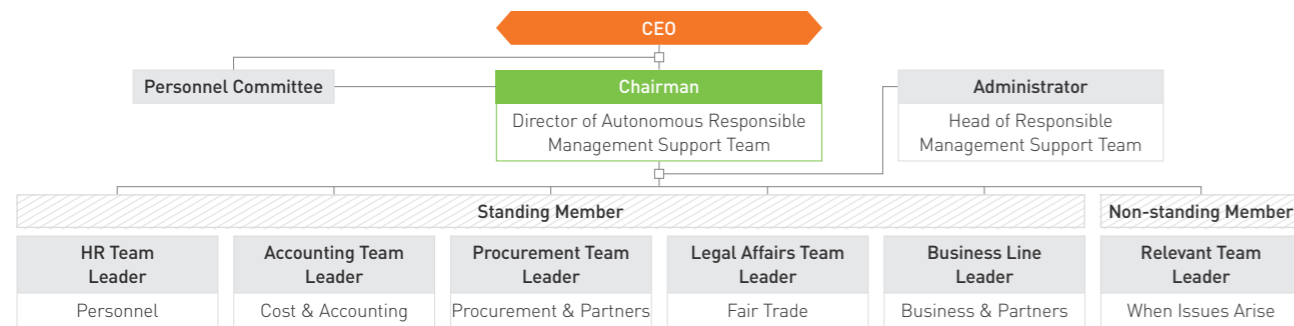 CEO
Personnel Committee
Chairman
Director of Autonomous Responsible
Management Support Team
Administrator
Head of Responsible
Management Support Team
Standing Member
Non-standing Member
HR Team
Leader
Personnel
Accounting Team
Leader
Cost & Accounting
Procurement Team
Leader
Procurement & Partners
Legal Affairs Team
Leader
Fair Trade
Business Line
Leader
Business & Partners
Relevant Team
Leader
When Issues Arise